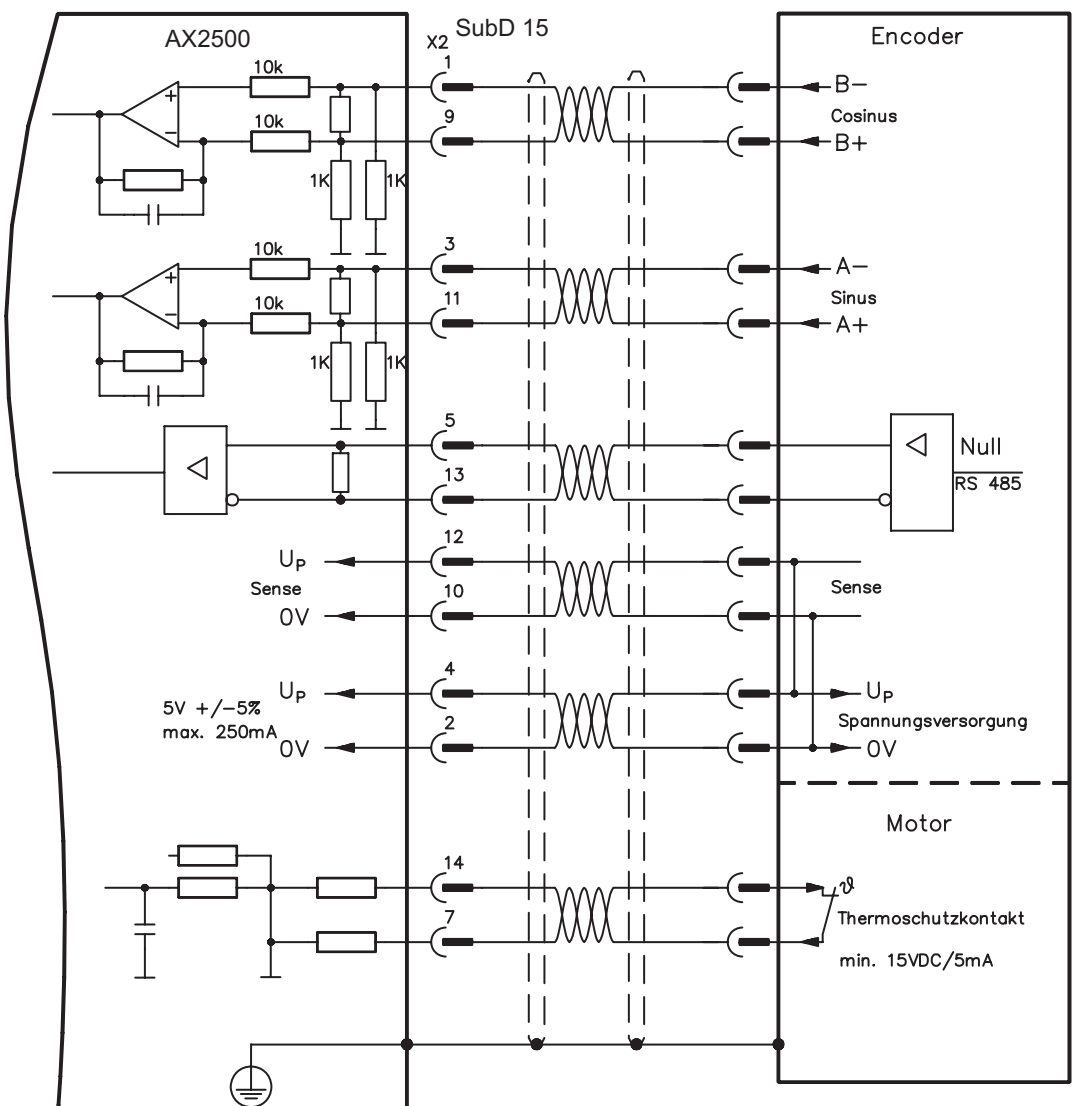 AX2500
X2
SubD 15
Encoder
10k
1
B−
Cosinus
10k
9
B+
1K
1K
10k
3
A−
Sinus
10k
11
A+
1K
1K
5
Null
13
RS 485
12
UP
Sense
Sense
10
0V
4
UP
UP
5V +/−5%
max. 250mA
Spannungsversorgung
2
0V
0V
Motor
14
ϑ
Thermoschutzkontakt
7
min. 15VDC/5mA